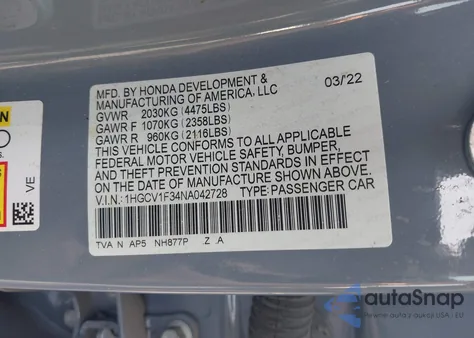 MFD. BY HONDA DEVELOPMENT &
MANUFACTURING OF AMERICA, LLC 03/22
GVWR 2030KG (4475LBS)
GAWR F 1070KG (2358LBS)
GAWR R 960KG (2116LBS)
THIS VEHICLE CONFORMS TO ALL APPLICABLE
FEDERAL MOTOR VEHICLE SAFETY, BUMPER,
AND THEFT PREVENTION STANDARDS IN EFFECT
ON THE DATE OF MANUFACTURE SHOWN ABOVE.
V.I.N.: 1HGCV1F34NA042728 TYPE: PASSENGER CAR
TVA N AP5 NH877P .Z .A
VE
autoSnap